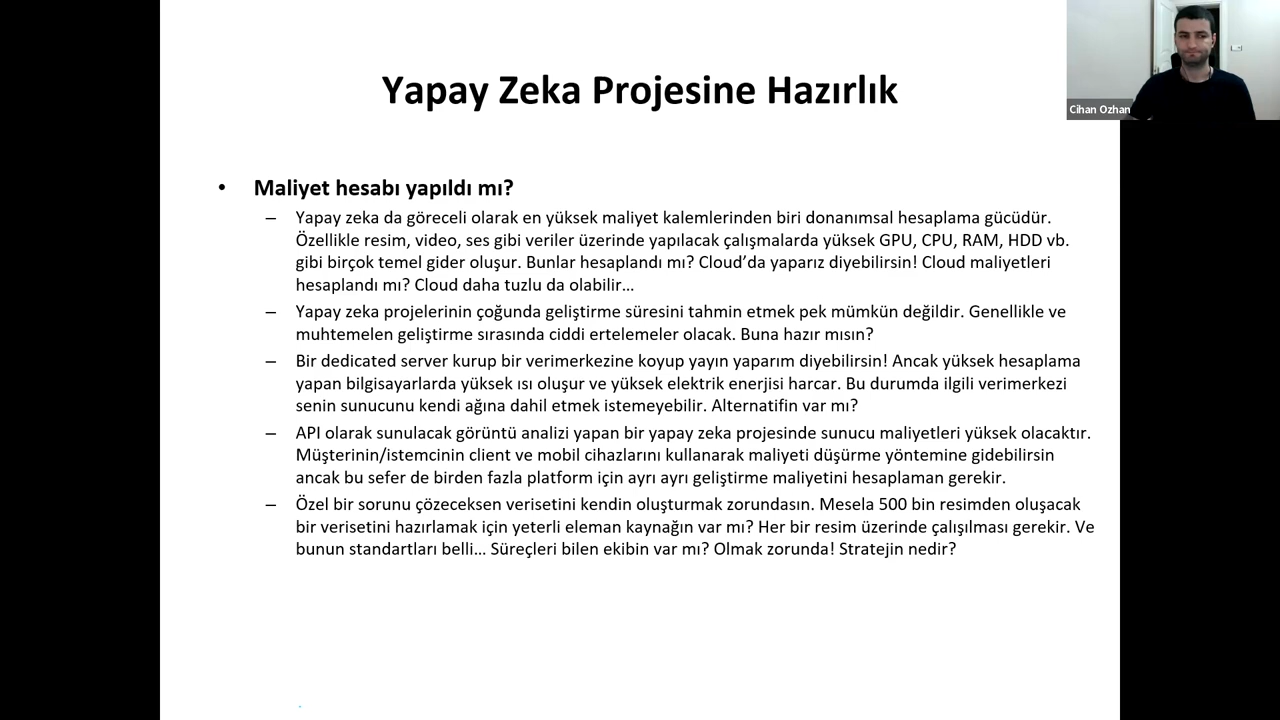 Yapay Zeka Projesine Hazırlık
Cihan Ozhan
• Maliyet hesabı yapıldı mı?
– Yapay zeka da göreceli olarak en yüksek maliyet kalemlerinden biri donanımsal hesaplama gücüdür.
Özellikle resim, video, ses gibi veriler üzerinde yapılacak çalışmalarda yüksek GPU, CPU, RAM, HDD vb.
gibi birçok temel gider oluşur. Bunlar hesaplandı mı? Cloud’da yaparız diyebilirsin! Cloud maliyetleri
hesaplandı mı? Cloud daha tuzlu da olabilir…
– Yapay zeka projelerinin çoğunda geliştirme süresini tahmin etmek pek mümkün değildir. Genellikle ve
muhtemelen geliştirme sırasında ciddi ertelemeler olacak. Buna hazır mısın?
– Bir dedicated server kurup bir verimerkezine koyup yayın yaparım diyebilirsin! Ancak yüksek hesaplama
yapan bilgisayarlarda yüksek ısı oluşur ve yüksek elektrik enerjisi harcar. Bu durumda ilgili verimerkezi
senin sunucunu kendi ağına dahil etmek istemeyebilir. Alternatifin var mı?
– API olarak sunulacak görüntü analizi yapan bir yapay zeka projesinde sunucu maliyetleri yüksek olacaktır.
Müşterinin/istemcinin client ve mobil cihazlarını kullanarak maliyeti düşürme yöntemine gidebilirsin
ancak bu sefer de birden fazla platform için ayrı ayrı geliştirme maliyetini hesaplaman gerekir.
– Özel bir sorunu çözeceksen verisetini kendin oluşturmak zorundasın. Mesela 500 bin resimden oluşacak
bir verisetini hazırlamak için yeterli eleman kaynağın var mı? Her bir resim üzerinde çalışılması gerekir. Ve
bunun standartları belli… Süreçleri bilen ekibin var mı? Olmak zorunda! Stratejin nedir?